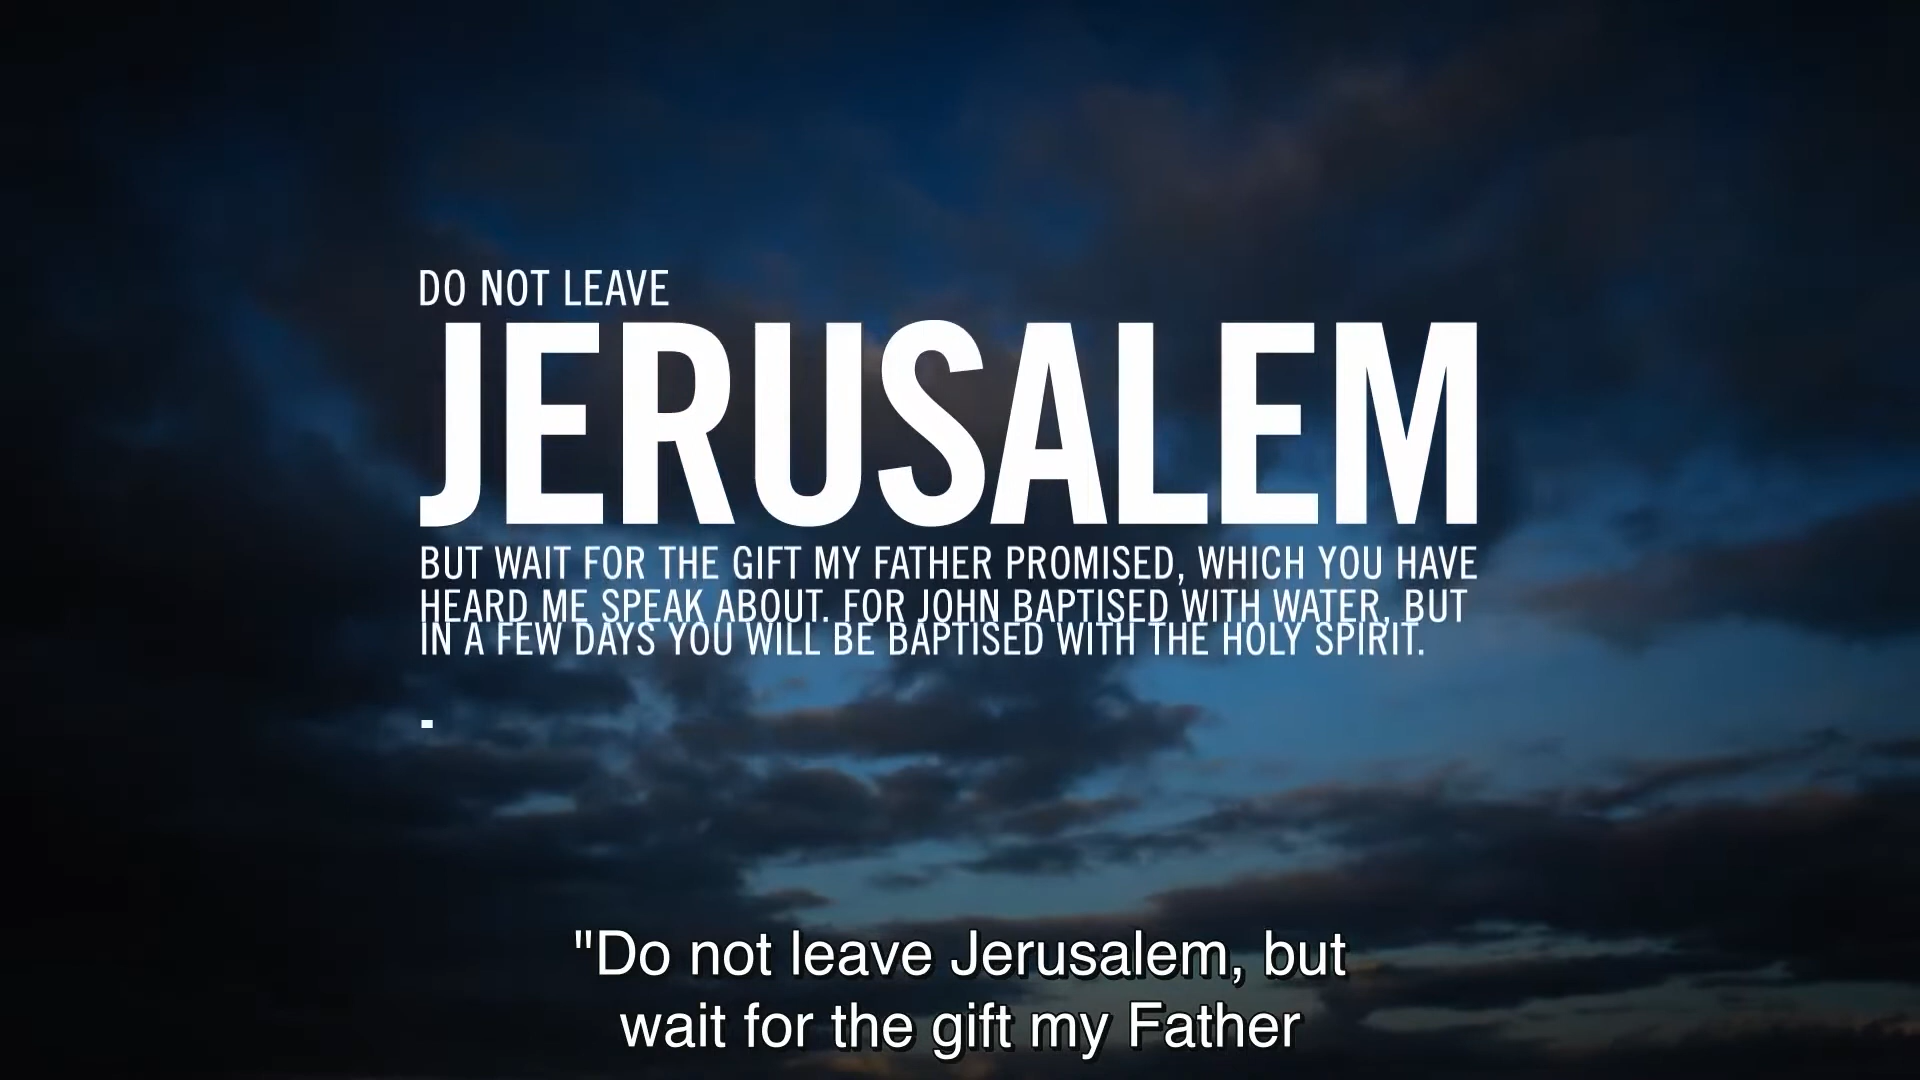 DO NOT LEAVE
JERUSALEM
BUT WAIT FOR THE GIFT MY FATHER PROMISED, WHICH YOU HAVE
HEARD ME SPEAK ABOUT. FOR JOHN BAPTISED WITH WATER, BUT
IN A FEW DAYS YOU WILL BE BAPTISED WITH THE HOLY SPIRIT.
"Do not leave Jerusalem, but
wait for the gift my Father